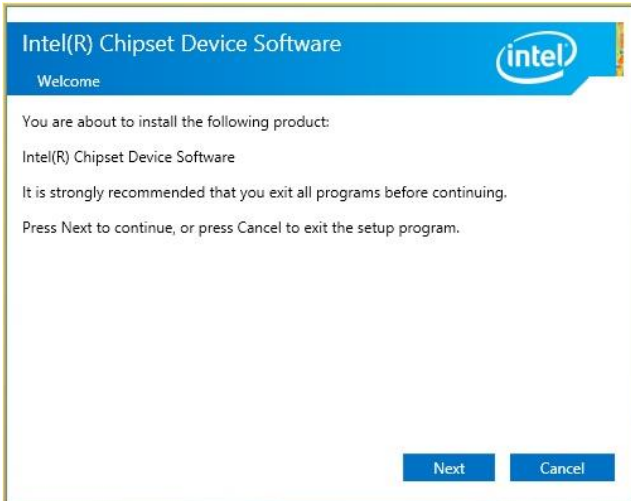 Intel(R) Chipset Device Software
intel
Welcome
You are about to install the following product:
Intel(R) Chipset Device Software
It is strongly recommended that you exit all programs before continuing.
Press Next to continue, or press Cancel to exit the setup program.
Next
Cancel